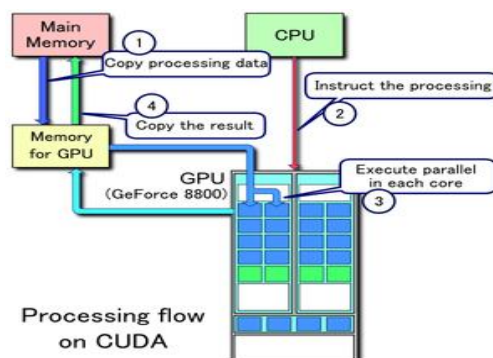 Main
Memory
1
Copy processing data
CPU
Instruct the processing
2
4
Copy the result
Memory
for GPU
GPU
(GeForce 8800)
Execute parallel
in each core
3
Processing flow
on CUDA